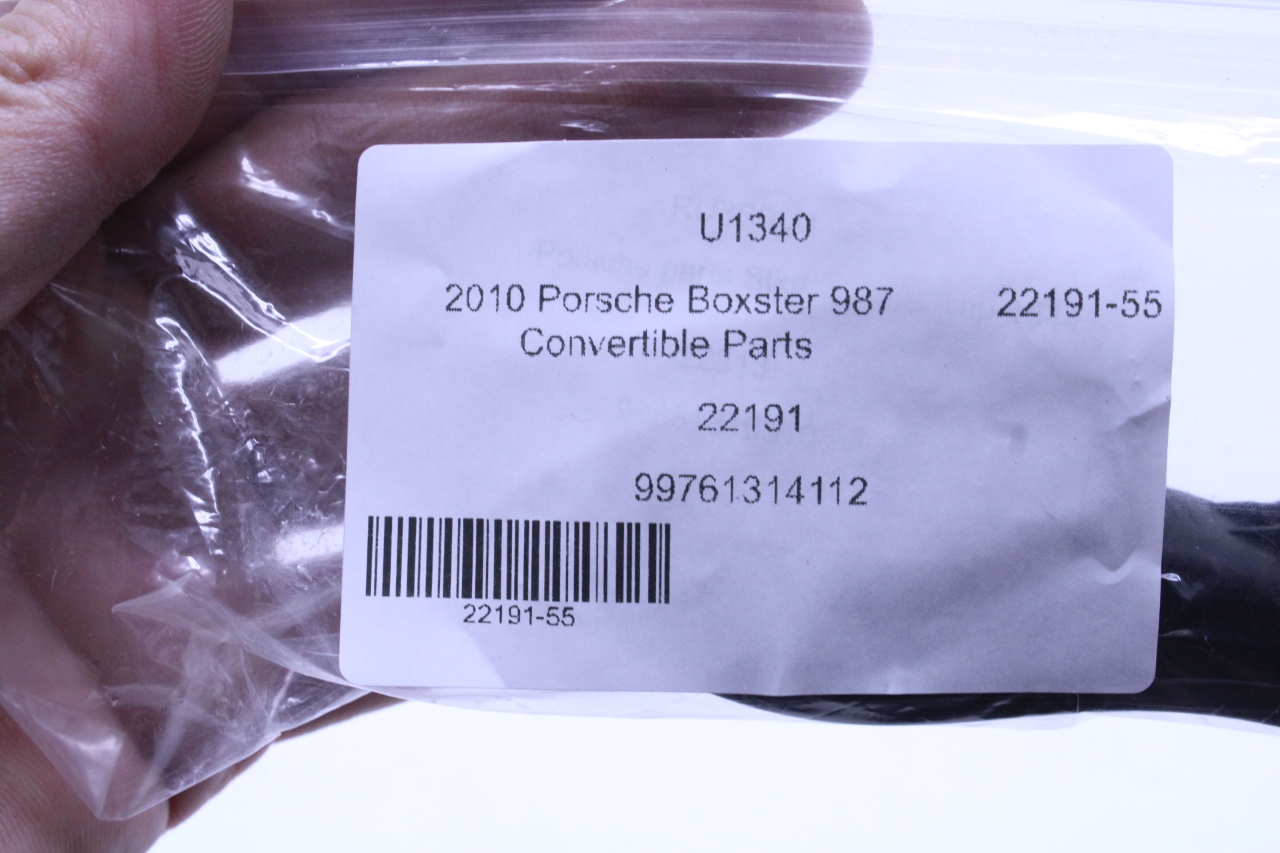 U1340
2010 Porsche Boxster 987
22191-55
Convertible Parts
22191
99761314112
22191-55